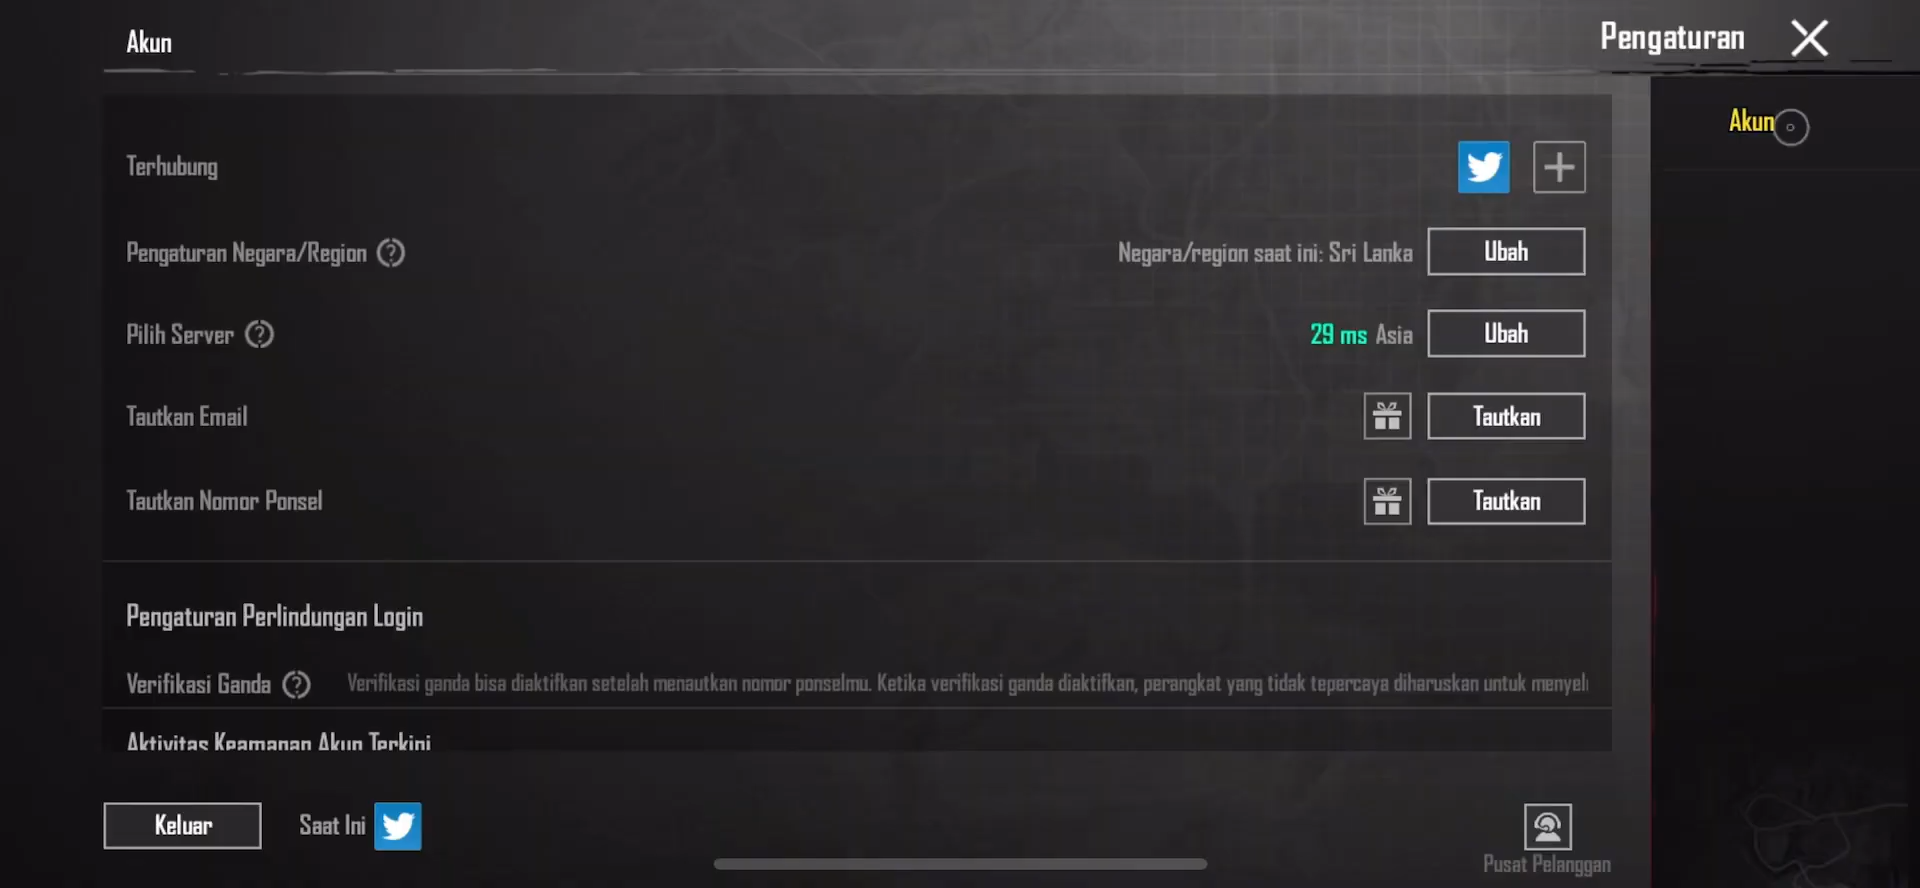 Akun
Pengaturan
Akun
Terhubung
Pengaturan Negara/Region
Negara/region saat ini: Sri Lanka
Ubah
Pilih Server
29 ms Asia
Ubah
Tautkan Email
Tautkan
Tautkan Nomor Ponsel
Tautkan
Pengaturan Perlindungan Login
Verifikasi Ganda
Verifikasi ganda bisa diaktifkan setelah menautkan nomor ponselmu. Ketika verifikasi ganda diaktifkan, perangkat yang tidak tepercaya diharuskan untuk menyel
Aktivitas Keamanan Akun Terkini
Keluar
Saat Ini
Pusat Pelanggan